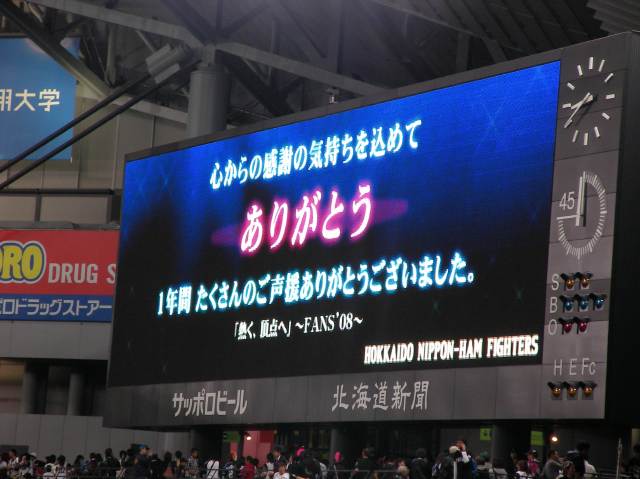 翔大学
心からの感謝の気持ちを込めて
ありがとう
1年間 たくさんのご声援ありがとうございました。
「熱く、頂点へ」～FANS'08～
HOKKAIDO NIPPON-HAM FIGHTERS
DRUG S
ロドラッグストア
サッポロビール
北海道新聞
45
S
B
O
H E Fc